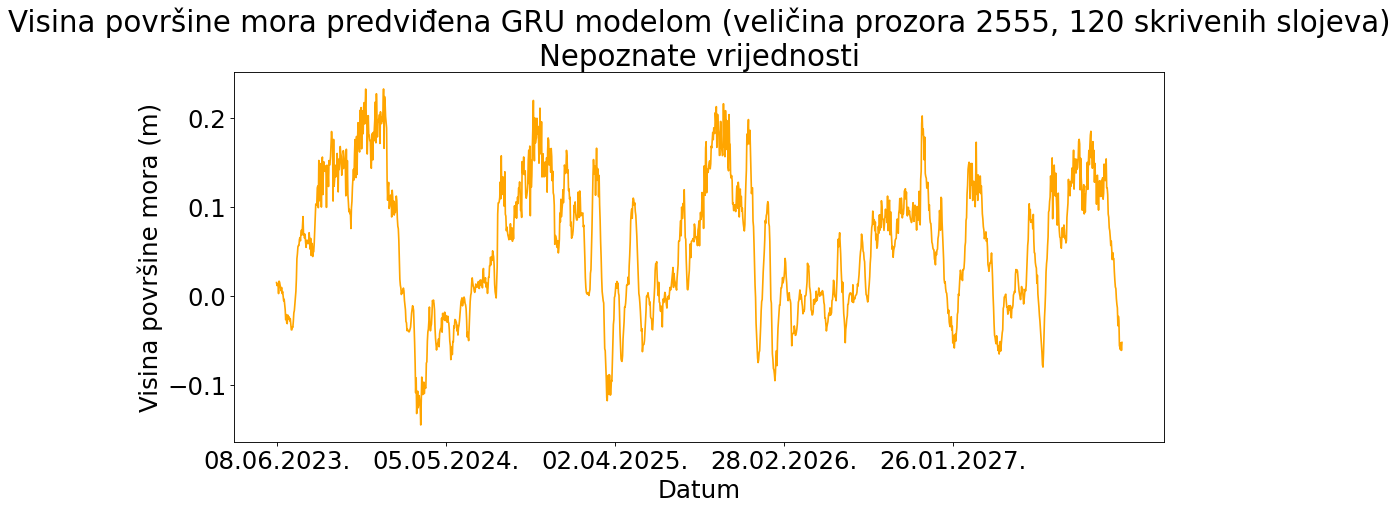 Visina površine mora predviđena GRU modelom (veličina prozora 2555, 120 skrivenih slojeva)
Nepoznate vrijednosti
Visina površine mora (m)
0.2
0.1
0.0
−0.1
08.06.2023. 05.05.2024. 02.04.2025. 28.02.2026. 26.01.2027.
Datum